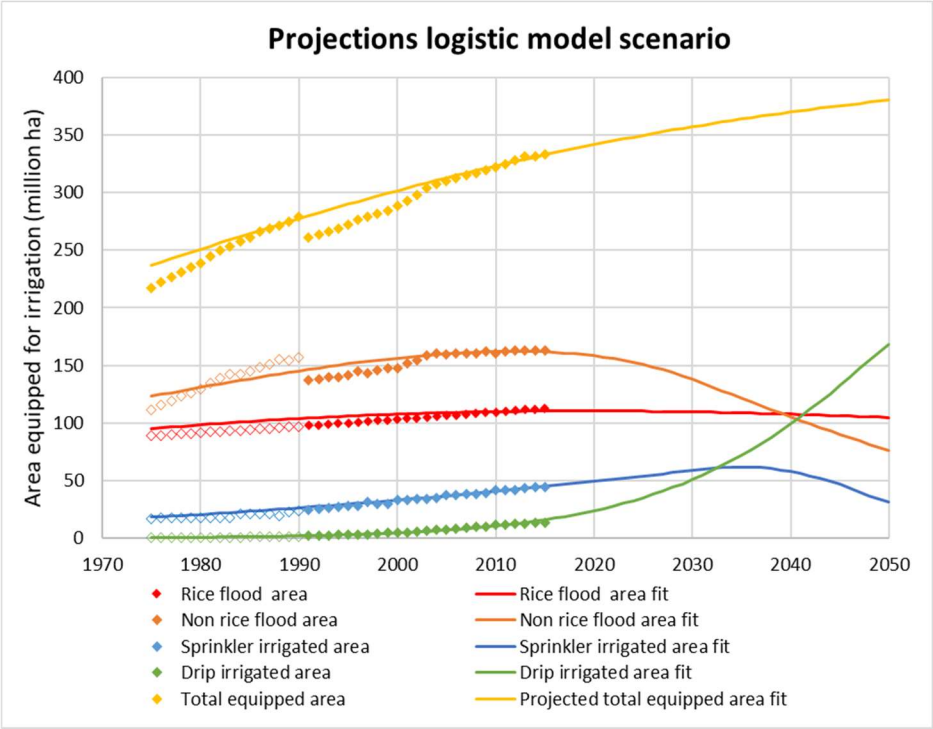 Projections logistic model scenario
Area equipped for irrigation (million ha)
400
350
300
250
200
150
100
50
0
1970 1980 1990 2000 2010 2020 2030 2040 2050
Rice flood area Rice flood area fit
Non rice flood area Non rice flood area fit
Sprinkler irrigated area Sprinkler irrigated area fit
Drip irrigated area Drip irrigated area fit
Total equipped area Projected total equipped area fit